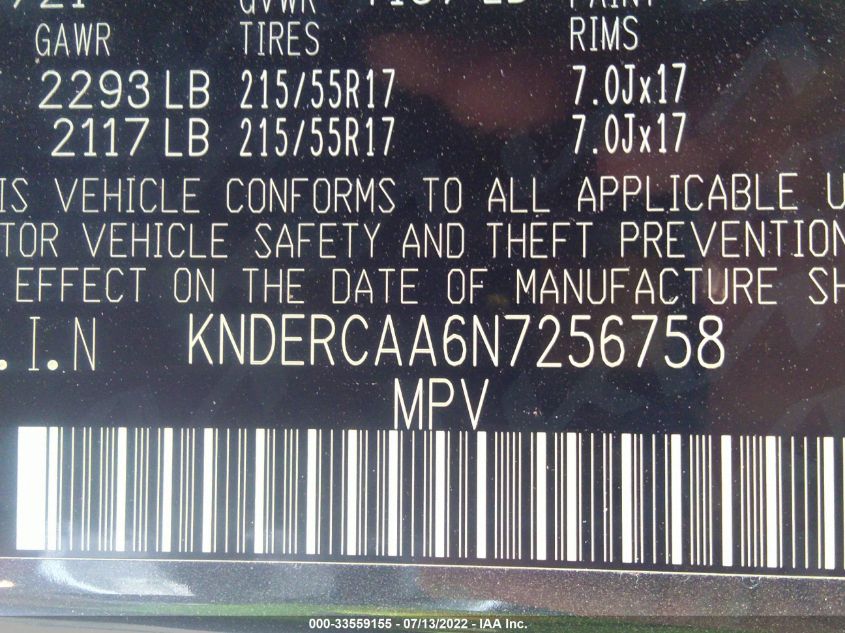 GAWR TIRES RIMS
2293 LB 215/55R17 7.0Jx17
2117 LB 215/55R17 7.0Jx17
IS VEHICLE CONFORMS TO ALL APPLICABLE U
TOR VEHICLE SAFETY AND THEFT PREVENTION
EFFECT ON THE DATE OF MANUFACTURE SH
.I.N KNDERCAA6N7256758
MPV
000-33559155 - 07/13/2022 - IAA Inc.